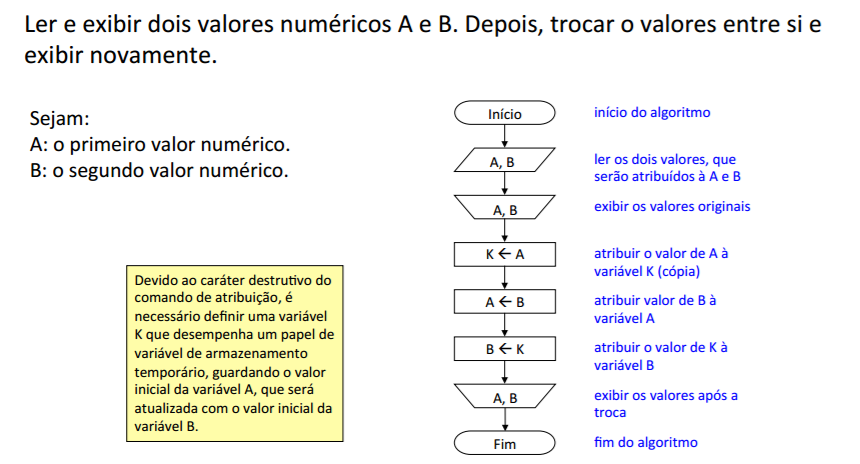 Ler e exibir dois valores numéricos A e B. Depois, trocar o valores entre si e
exibir novamente.
Sejam:
A: o primeiro valor numérico.
B: o segundo valor numérico.
Devido ao caráter destrutivo do
comando de atribuição, é
necessário definir uma variável
K que desempenha um papel de
variável de armazenamento
temporário, guardando o valor
inicial da variável A, que será
atualizada com o valor inicial da
variável B.
Início
início do algoritmo
A, B
ler os dois valores, que
serão atribuídos à A e B
A, B
exibir os valores originais
K ← A
atribuir o valor de A à
variável K (cópia)
A ← B
atribuir valor de B à
variável A
B ← K
atribuir o valor de K à
variável B
A, B
exibir os valores após a
troca
Fim
fim do algoritmo